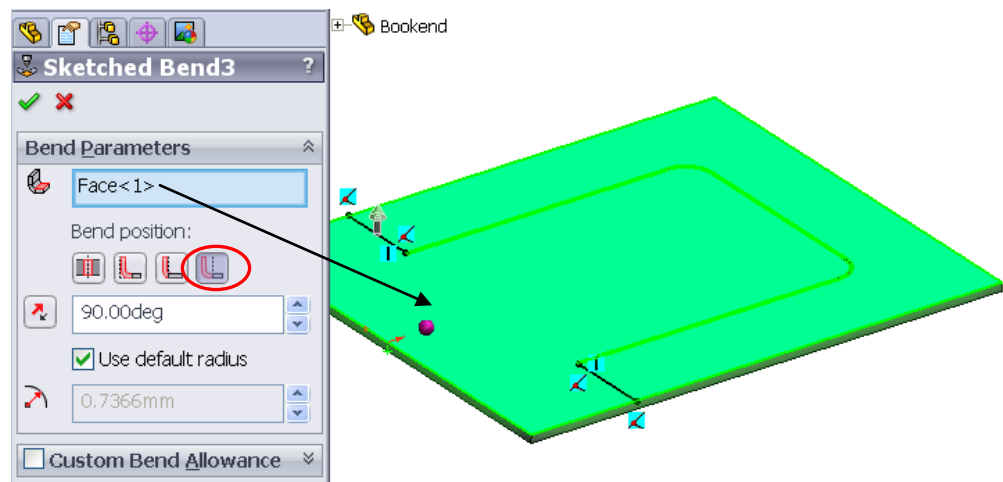 Bookend
Sketched Bend3 ?
Bend Parameters
Face<1>
Bend position:
90.00deg
Use default radius
0.7366mm
Custom Bend Allowance